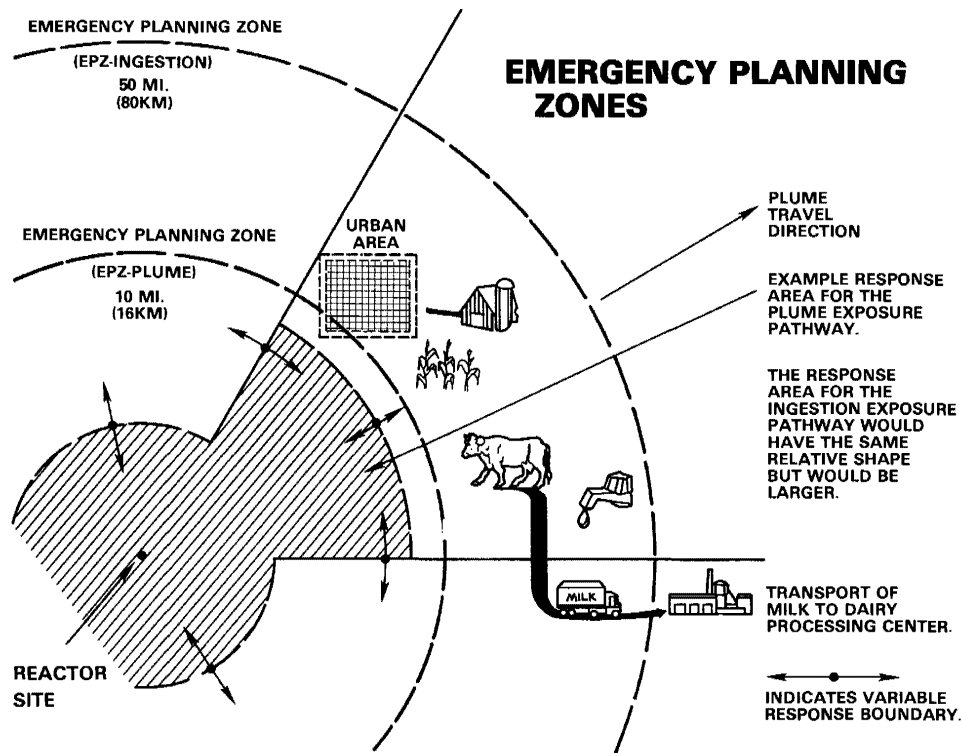 EMERGENCY PLANNING ZONE
(EPZ-INGESTION)
50 MI.
(80KM)
EMERGENCY PLANNING
ZONES
EMERGENCY PLANNING ZONE
(EPZ-PLUME)
10 MI.
(16KM)
URBAN
AREA
PLUME
TRAVEL
DIRECTION
EXAMPLE RESPONSE
AREA FOR THE
PLUME EXPOSURE
PATHWAY.
THE RESPONSE
AREA FOR THE
INGESTION EXPOSURE
PATHWAY WOULD
HAVE THE SAME
RELATIVE SHAPE
BUT WOULD BE
LARGER.
MILK
TRANSPORT OF
MILK TO DAIRY
PROCESSING CENTER.
REACTOR
SITE
INDICATES VARIABLE
RESPONSE BOUNDARY.